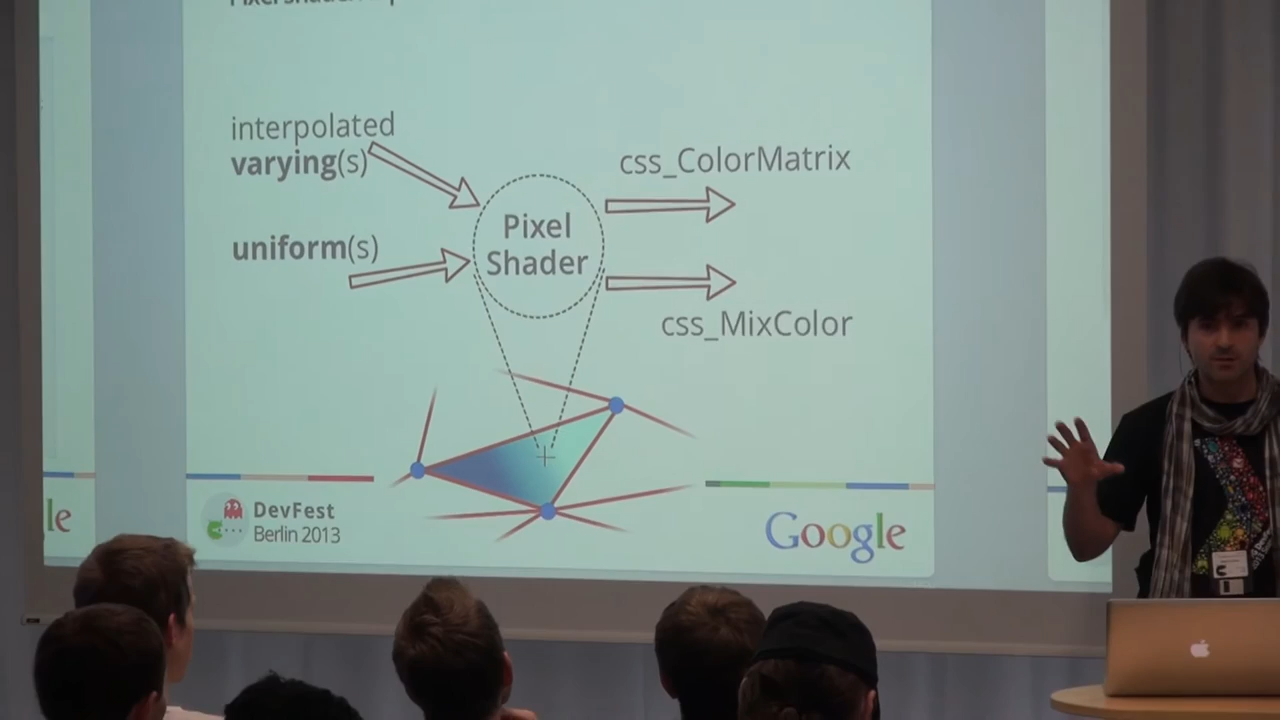 interpolated
varying(s)
uniform(s)
Pixel
Shader
css_ColorMatrix
css_MixColor
DevFest
Berlin 2013
Google
le